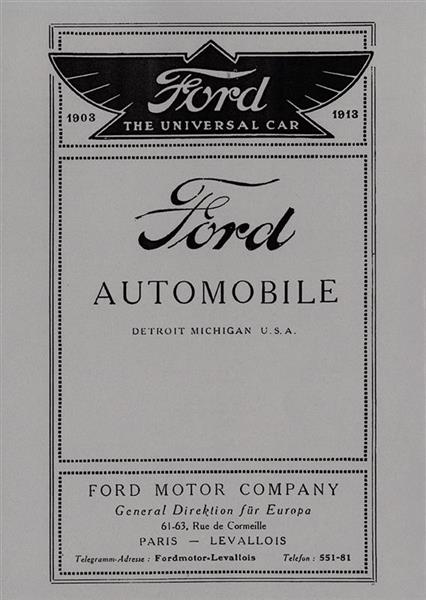 Ford
THE UNIVERSAL CAR
1903
1913
Ford
AUTOMOBILE
DETROIT MICHIGAN U.S.A.
FORD MOTOR COMPANY
General Direktion für Europa
61-63, Rue de Cormeille
PARIS — LEVALLOIS
Telegramm-Adresse : Fordmotor-Levallois Telefon : 551-81